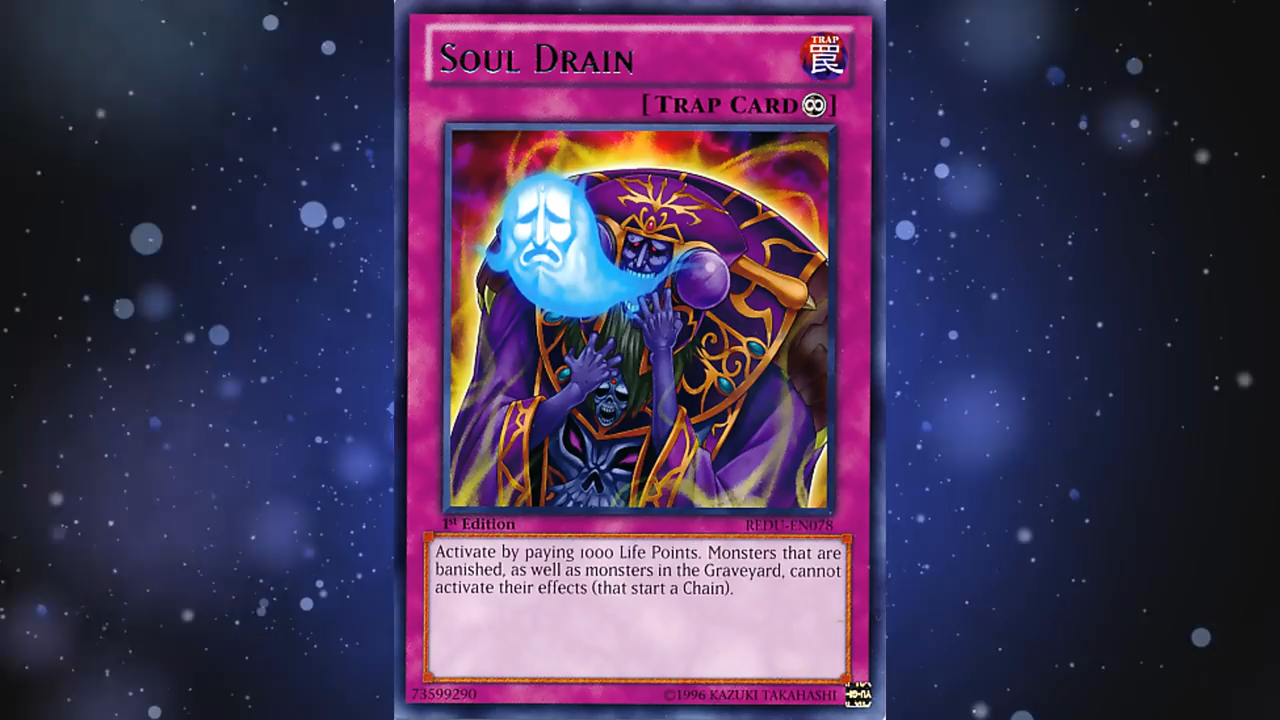 Soul Drain
TRAP
罠
[Trap Card]
1st Edition
REDU-EN078
Activate by paying 1000 Life Points. Monsters that are
banished, as well as monsters in the Graveyard, cannot
activate their effects (that start a Chain).
73599290
©1996 KAZUKI TAKAHASHI